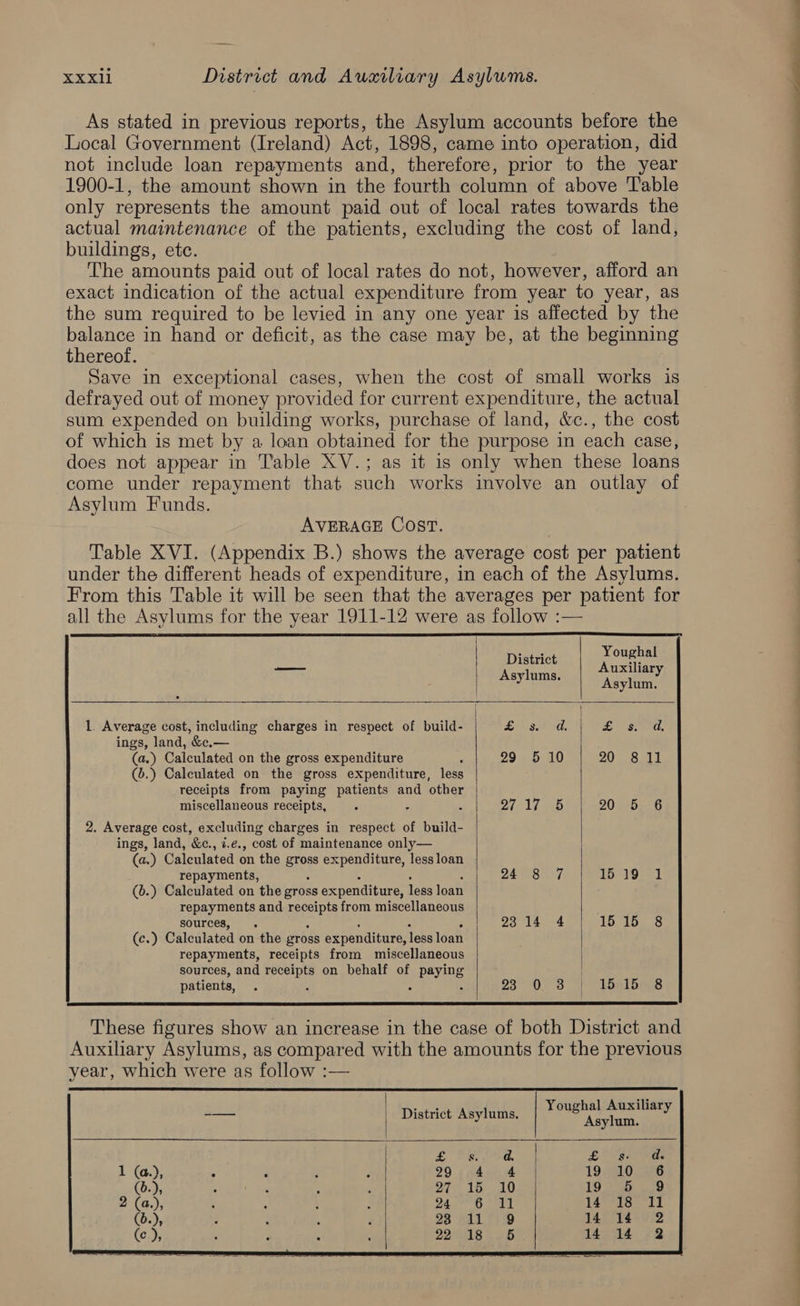 xxxii District and Auxiliary Asylums.
As stated in previous reports, the Asylum accounts before the
Local Government (Ireland) Act, 1898, came into operation, did
not include loan repayments and, therefore, prior to the year
1900-1, the amount shown in the fourth column of above Table
only represents the amount paid out of local rates towards the
actual maintenance of the patients, excluding the cost of land,
buildings, etc.
The amounts paid out of local rates do not, however, afford an
exact indication of the actual expenditure from year to year, as
the sum required to be levied in any one year is affected by the
balance in hand or deficit, as the case may be, at the beginning
thereof.
Save in exceptional cases, when the cost of small works is
defrayed out of money provided for current expenditure, the actual
sum expended on building works, purchase of land, &c., the cost
of which is met by a loan obtained for the purpose in each case,
does not appear in Table XV.; as it is only when these loans
come under repayment that such works involve an outlay of
Asylum Funds.
AVERAGE COST.
Table XVI. (Appendix B.) shows the average cost per patient
under the different heads of expenditure, in each of the Asylums.
From this Table it will be seen that the averages per patient for
all the Asylums for the year 1911-12 were as follow :—
— District Asylums. Youghal Auxiliary Asylum.
1 Average cost, including charges in respect of build- £ s. d. £ s. d.
ings, land, &c.—
(a.) Calculated on the gross expenditure . 29 5 10 20 8 11
(b.) Calculated on the gross expenditure, less
receipts from paying patients and other
miscellaneous receipts, . . . 27 17 5 20 5 6
2. Average cost, excluding charges in respect of build-
ings, land, &c., i.e., cost of maintenance only—
(a.) Calculated on the gross expenditure, less loan
repayments, . . . 24 8 7 15 19 1
(b.) Calculated on the gross expenditure, less loan
repayments and receipts from miscellaneous
sources, . . . . 23 14 4 15 15 8
(c.) Calculated on the gross expenditure, less loan
repayments, receipts from miscellaneous
sources, and receipts on behalf of paying
patients, . . . . 23 0 3 15 15 8
These figures show an increase in the case of both District and
Auxiliary Asylums, as compared with the amounts for the previous
year, which were as follow :—
— District Asylums. Youghal Auxiliary Asylum.
£ s. d. £ s. d.
1 (a.), . . . . 29 4 4 19 10 6
(b.), . . . . 27 15 10 19 5 9
2 (a.), . . . . 24 6 11 14 18 11
(b.), . . . . 23 11 9 14 14 2
(c ), . . . . 22 18 5 14 14 2